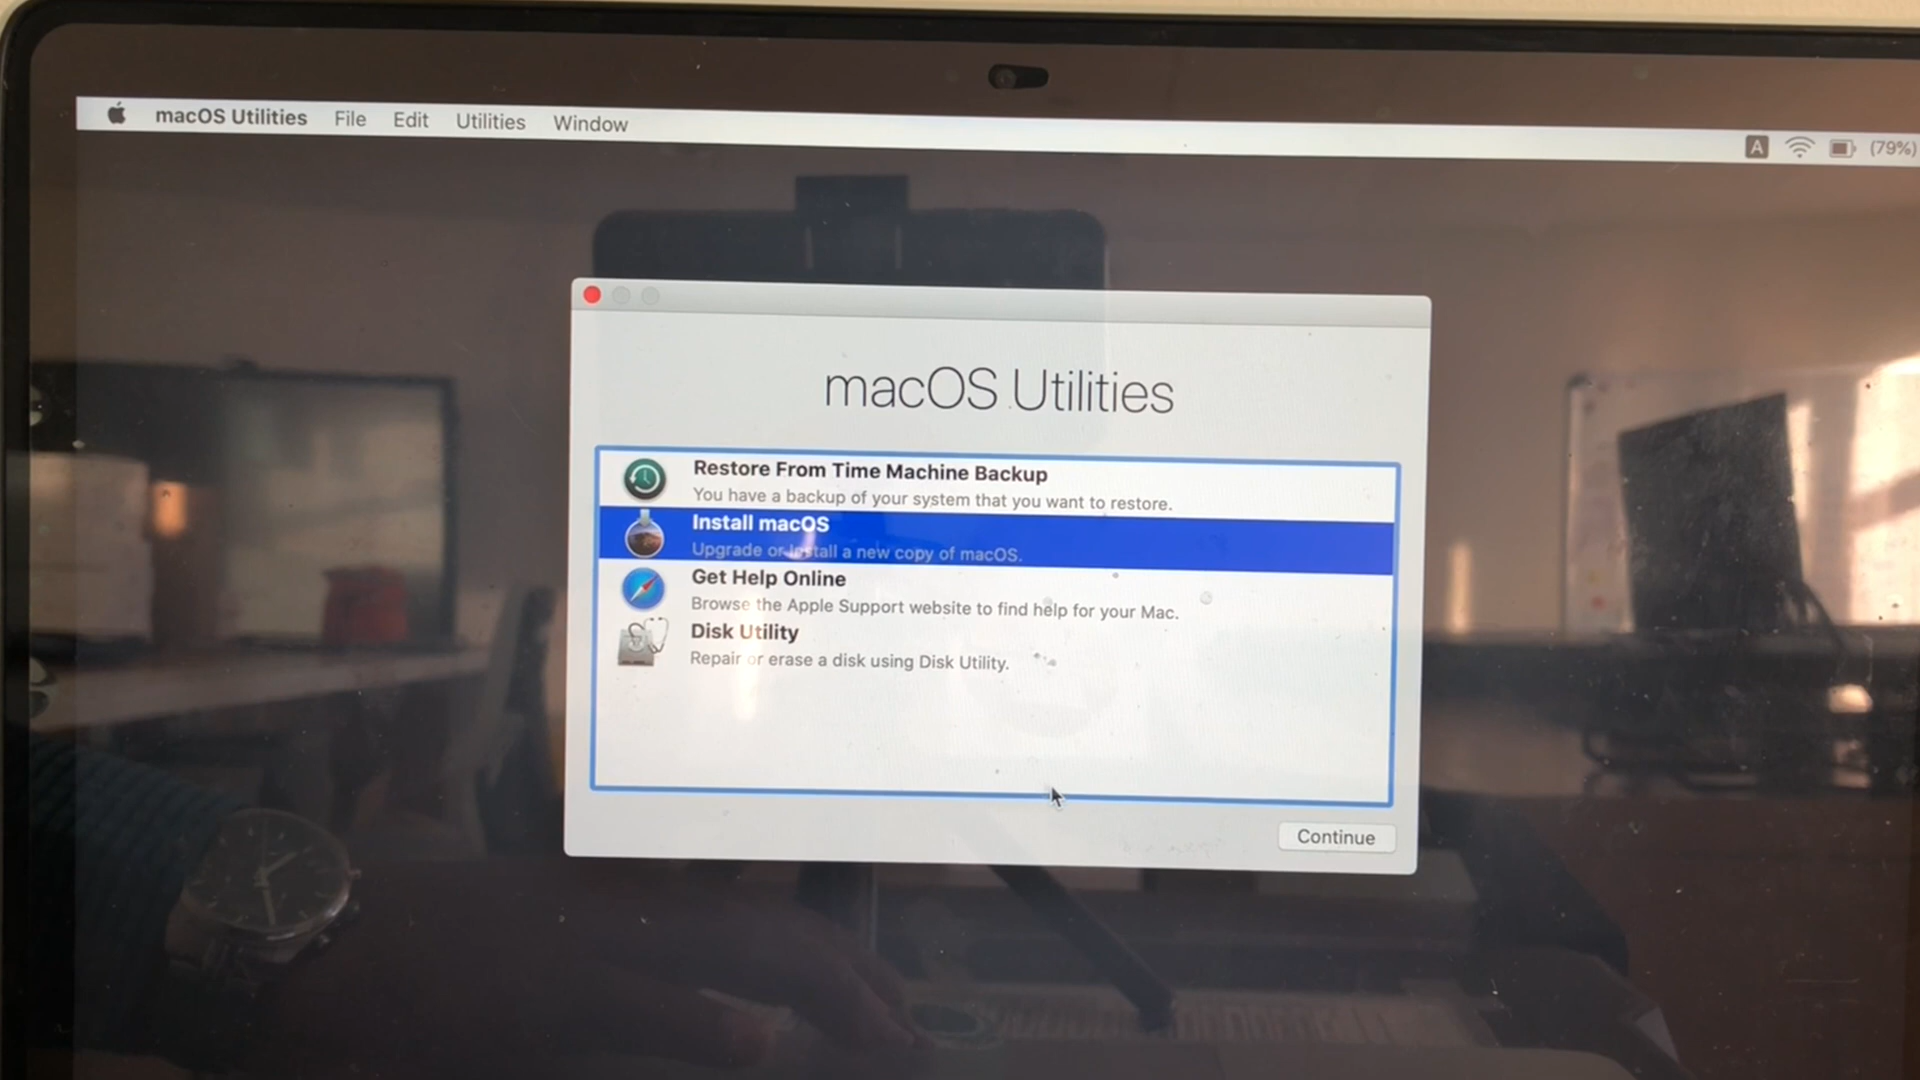 macOS Utilities File Edit Utilities Window A (79%)
macOS Utilities
Restore From Time Machine Backup
You have a backup of your system that you want to restore.
Install macOS
Upgrade or install a new copy of macOS.
Get Help Online
Browse the Apple Support website to find help for your Mac.
Disk Utility
Repair or erase a disk using Disk Utility.
Continue